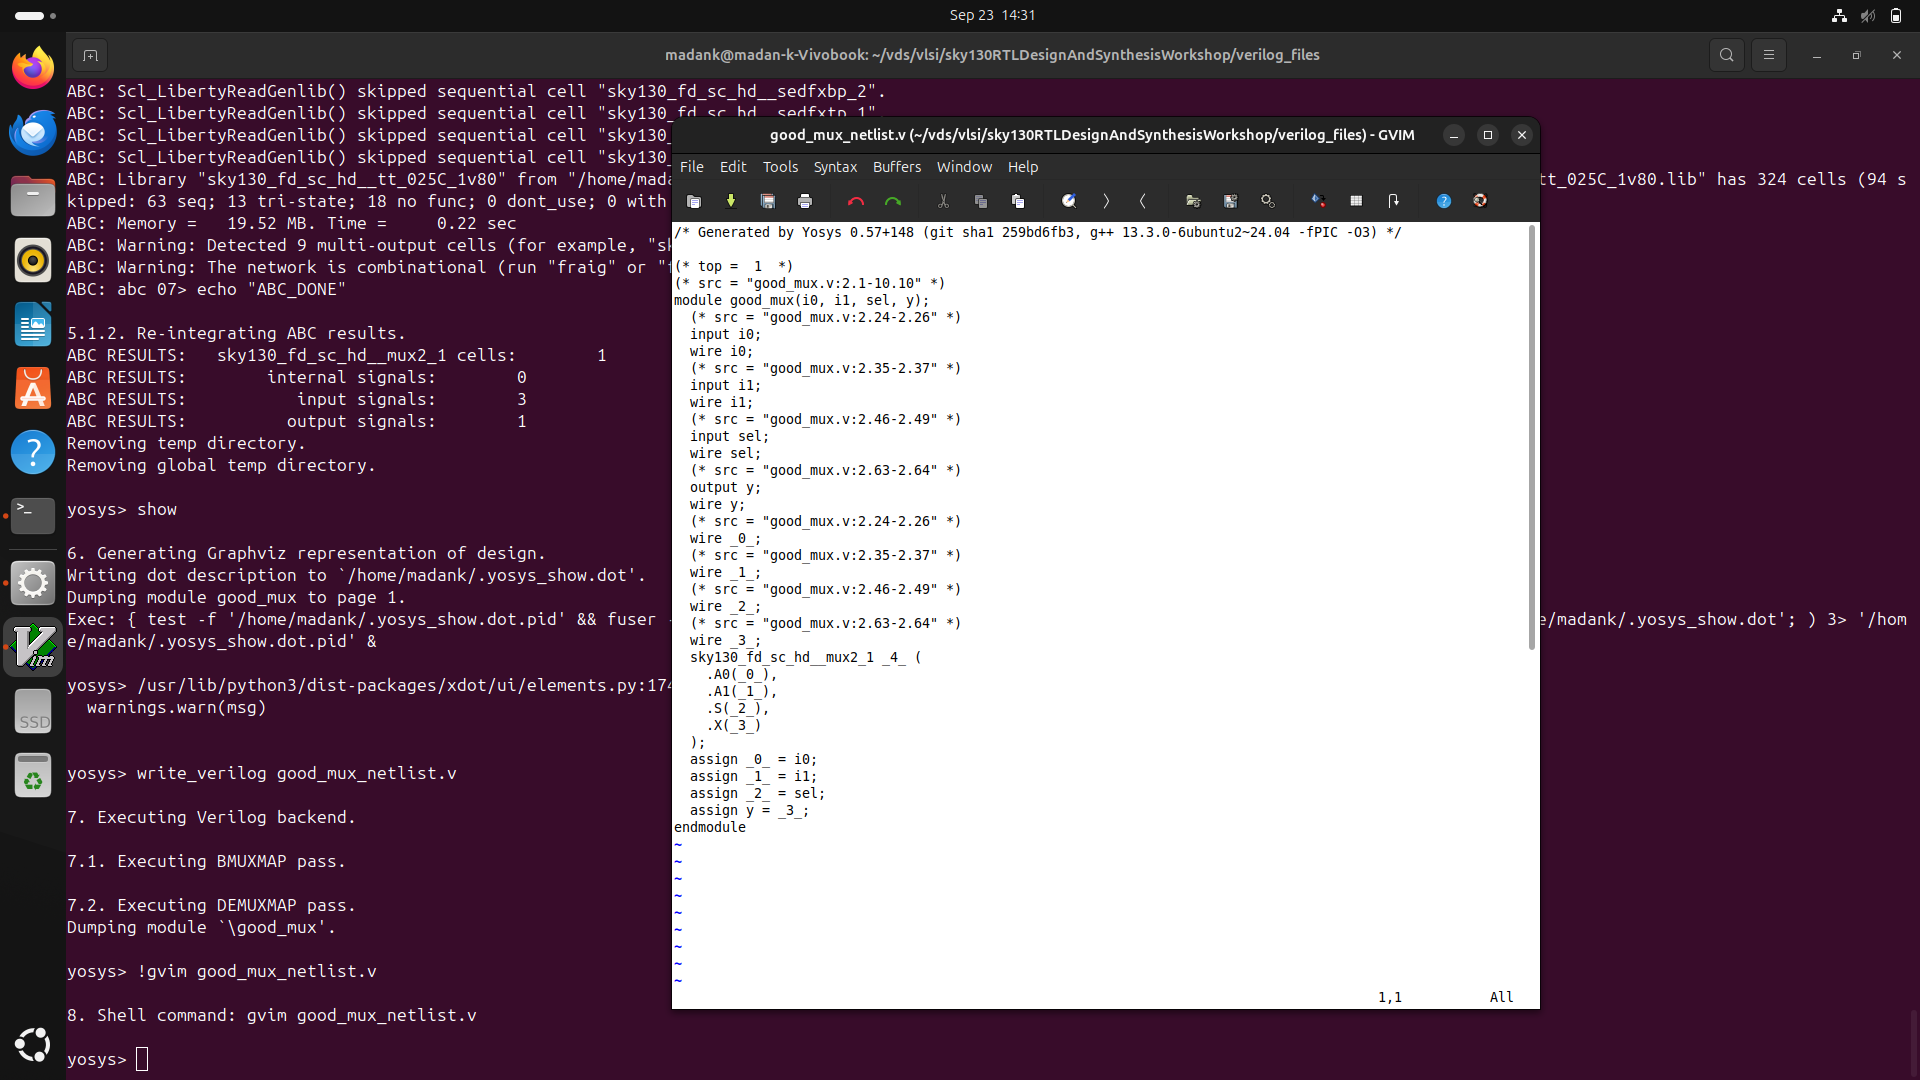 Sep 23 14:31
madank@madan-k-Vivobook: ~/vds/vlsi/sky130RTLDesignAndSynthesisWorkshop/verilog_files
ABC: Scl_LibertyReadGenlib() skipped sequential cell "sky130_fd_sc_hd__sedfxbp_2".
ABC: Scl_LibertyReadGenlib() skipped sequential cell "sky130_fd_sc_hd__sedfxtp_1".
ABC: Scl_LibertyReadGenlib() skipped sequential cell "sky130_
ABC: Scl_LibertyReadGenlib() skipped sequential cell "sky130_
ABC: Library "sky130_fd_sc_hd__tt_025C_1v80" from "/home/mada tt_025C_1v80.lib" has 324 cells (94 s
kipped: 63 seq; 13 tri-state; 18 no func; 0 dont_use; 0 with
ABC: Memory =   19.52 MB. Time =     0.22 sec
ABC: Warning: Detected 9 multi-output cells (for example, "sk
ABC: Warning: The network is combinational (run "fraig" or "f
ABC: abc 07> echo "ABC_DONE"
5.1.2. Re-integrating ABC results.
ABC RESULTS:   sky130_fd_sc_hd__mux2_1 cells:        1
ABC RESULTS:        internal signals:        0
ABC RESULTS:           input signals:        3
ABC RESULTS:          output signals:        1
Removing temp directory.
Removing global temp directory.
yosys> show
6. Generating Graphviz representation of design.
Writing dot description to `/home/madank/.yosys_show.dot'.
Dumping module good_mux to page 1.
Exec: { test -f '/home/madank/.yosys_show.dot.pid' && fuser - e/madank/.yosys_show.dot'; ) 3> '/hom
e/madank/.yosys_show.dot.pid' &
yosys> /usr/lib/python3/dist-packages/xdot/ui/elements.py:174
  warnings.warn(msg)
yosys> write_verilog good_mux_netlist.v
7. Executing Verilog backend.
7.1. Executing BMUXMAP pass.
7.2. Executing DEMUXMAP pass.
Dumping module `\good_mux'.
yosys> !gvim good_mux_netlist.v
8. Shell command: gvim good_mux_netlist.v
yosys>
good_mux_netlist.v (~/vds/vlsi/sky130RTLDesignAndSynthesisWorkshop/verilog_files) - GVIM
File Edit Tools Syntax Buffers Window Help
/* Generated by Yosys 0.57+148 (git sha1 259bd6fb3, g++ 13.3.0-6ubuntu2~24.04 -fPIC -O3) */
(* top =  1  *)
(* src = "good_mux.v:2.1-10.10" *)
module good_mux(i0, i1, sel, y);
  (* src = "good_mux.v:2.24-2.26" *)
  input i0;
  wire i0;
  (* src = "good_mux.v:2.35-2.37" *)
  input i1;
  wire i1;
  (* src = "good_mux.v:2.46-2.49" *)
  input sel;
  wire sel;
  (* src = "good_mux.v:2.63-2.64" *)
  output y;
  wire y;
  (* src = "good_mux.v:2.24-2.26" *)
  wire _0_;
  (* src = "good_mux.v:2.35-2.37" *)
  wire _1_;
  (* src = "good_mux.v:2.46-2.49" *)
  wire _2_;
  (* src = "good_mux.v:2.63-2.64" *)
  wire _3_;
  sky130_fd_sc_hd__mux2_1 _4_ (
    .A0(_0_),
    .A1(_1_),
    .S(_2_),
    .X(_3_)
  );
  assign _0_ = i0;
  assign _1_ = i1;
  assign _2_ = sel;
  assign y = _3_;
endmodule
~
~
~
~
~
~
~
~
~
1,1 All
SSD